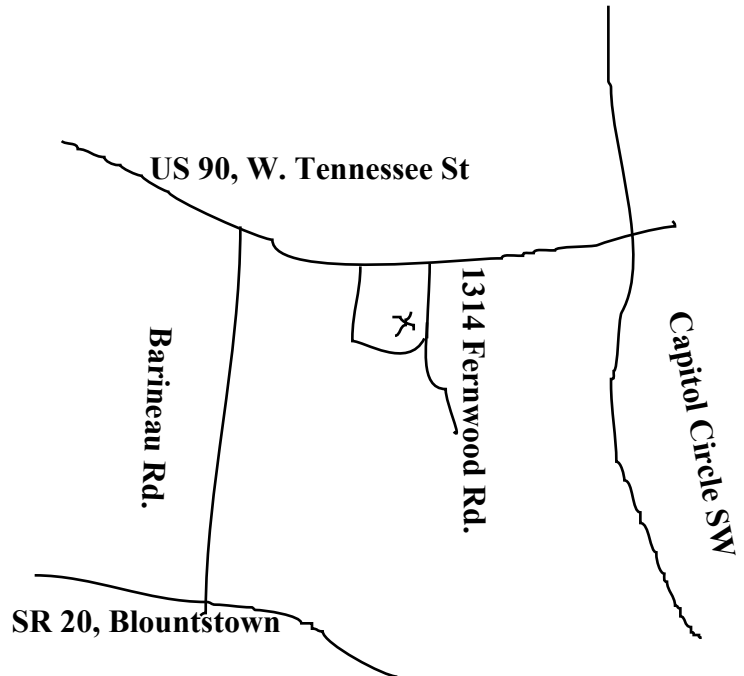 US 90, W. Tennessee St
1314 Fernwood Rd.
Barineau Rd.
Capitol Circle SW
SR 20, Blountstown